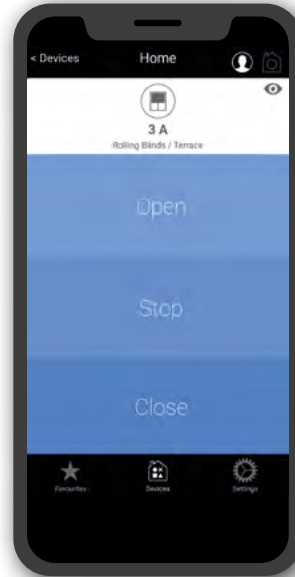 < Devices Home
3 A
Rolling Blinds / Terrace
Open
Stop
Close
Favourites Devices Settings